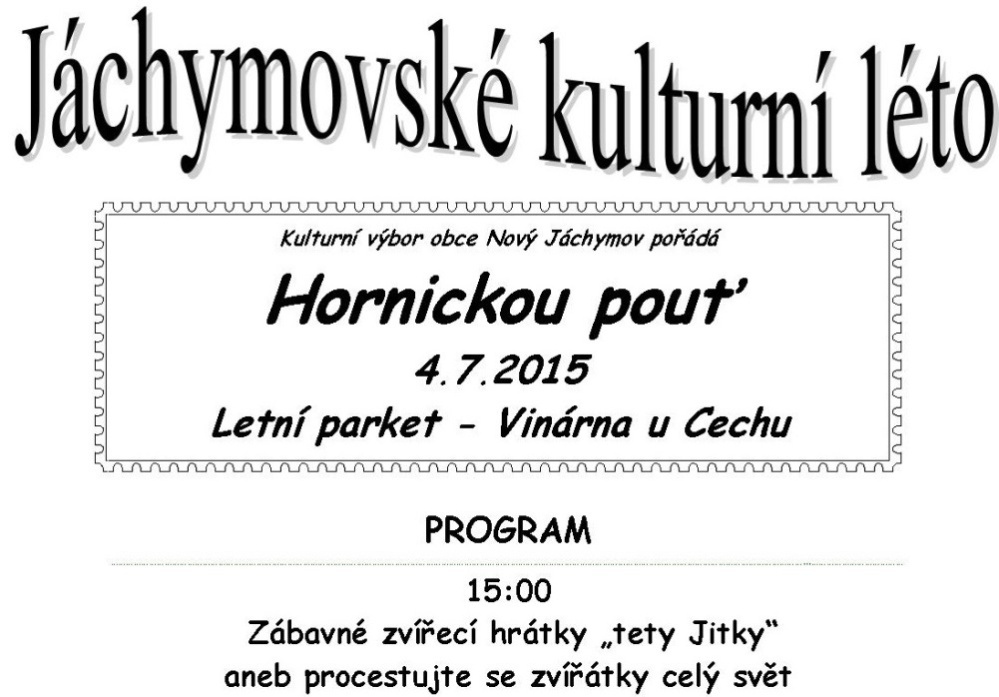 Jáchymovské kulturní léto
Kulturní výbor obce Nový Jáchymov pořádá
Hornickou pouť
4.7.2015
Letní parket - Vinárna u Cechu
PROGRAM
15:00
Zábavné zvířecí hrátky „tety Jitky“
aneb procestujte se zvířátky celý svět